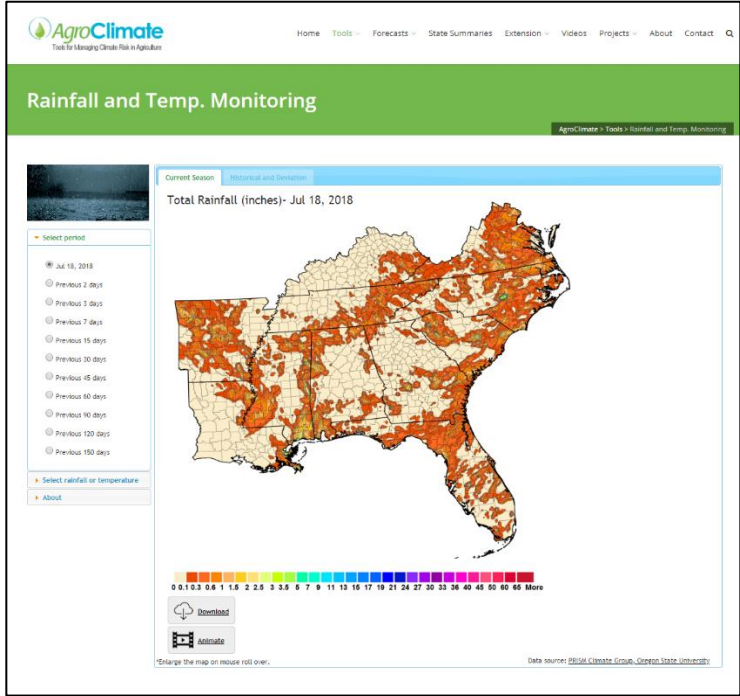 AgroClimate
Tools for Managing Climate Risk in Agriculture
Home Tools Forecasts State Summaries Extension Videos Projects About Contact
Rainfall and Temp. Monitoring
AgroClimate > Tools > Rainfall and Temp. Monitoring
Current Season Historical and Deviation
Total Rainfall (inches)- Jul 18, 2018
Select period
Jul 18, 2018
Previous 2 days
Previous 3 days
Previous 7 days
Previous 15 days
Previous 30 days
Previous 45 days
Previous 60 days
Previous 90 days
Previous 120 days
Previous 150 days
Select rainfall or temperature
About
0 0.1 0.3 0.6 1 1.5 2 2.5 3 3.5 5 7 9 11 13 15 17 19 21 24 27 30 33 36 40 45 50 60 65 More
Download
Animate
*Enlarge the map on mouse roll over.
Data source: PRISM Climate Group, Oregon State University